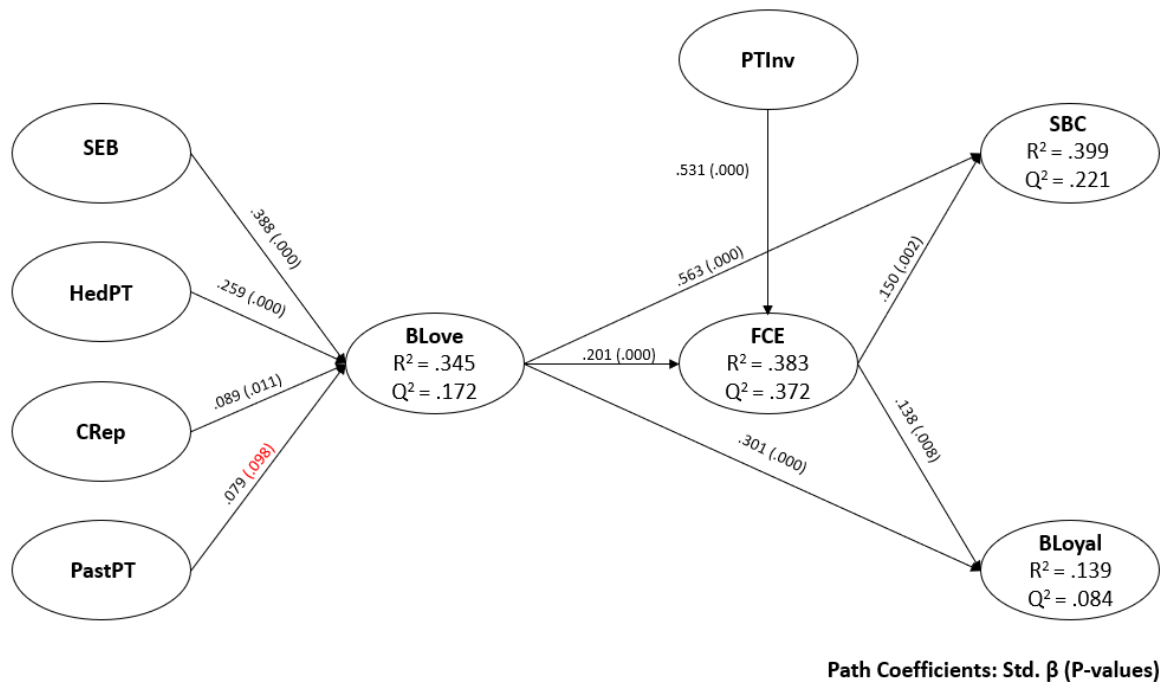 PTInv
SEB
SBC
R² = .399
Q² = .221
.531 (.000)
.388 (.000)
.563 (.000)
.150 (.002)
HedPT
.259 (.000)
BLove
R² = .345
Q² = .172
.201 (.000)
FCE
R² = .383
Q² = .372
CRep
.089 (.011)
.079 (.098)
.301 (.000)
.138 (.008)
PastPT
BLoyal
R² = .139
Q² = .084
Path Coefficients: Std. β (P-values)